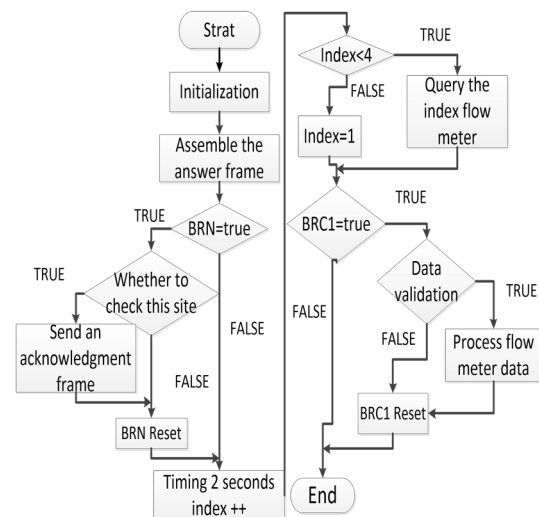 Strat
Initialization
Assemble the
answer frame
BRN=true
TRUE
Whether to
check this site
TRUE
Send an
acknowledgment
frame
FALSE
FALSE
BRN Reset
Timing 2 seconds
index ++
Index<4
TRUE
FALSE
Query the
index flow
meter
Index=1
BRC1=true
TRUE
Data
validation
TRUE
FALSE
FALSE
Process flow
meter data
BRC1 Reset
End